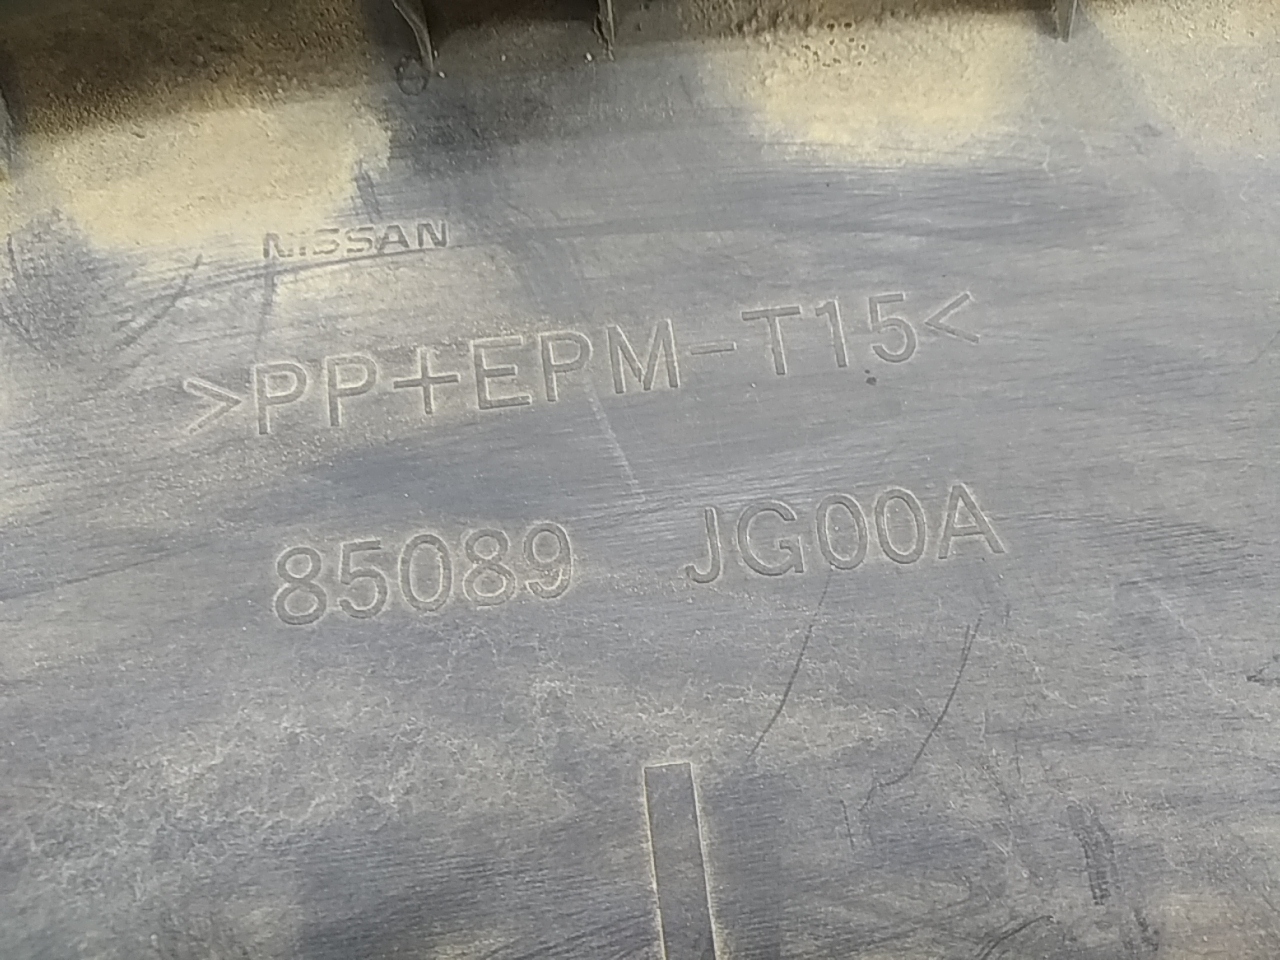 NISSAN
>PP+EPM-T15<
85089 JG00A